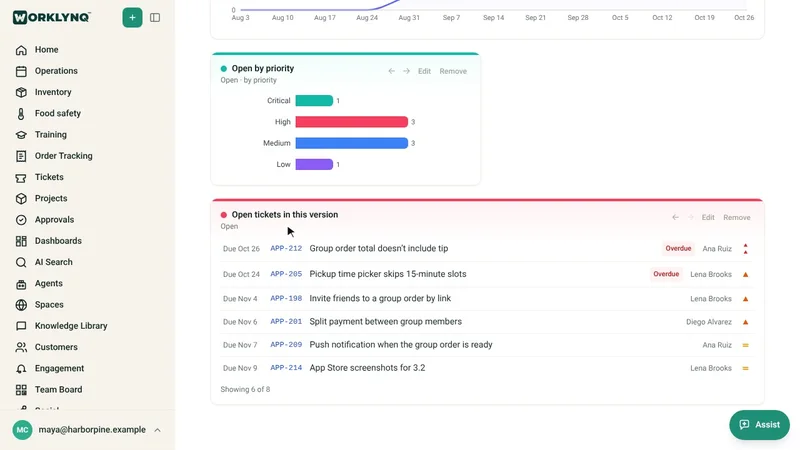 WORKLYNQ
Home
Operations
Inventory
Food safety
Training
Order Tracking
Tickets
Projects
Approvals
Dashboards
AI Search
Agents
Spaces
Knowledge Library
Customers
Engagement
Team Board
MC maya@harborpine.example
0
Aug 3 Aug 10 Aug 17 Aug 24 Aug 31 Sep 7 Sep 14 Sep 21 Sep 28 Oct 5 Oct 12 Oct 19 Oct 26
Open by priority ← → Edit Remove
Open · by priority
Critical 1
High 3
Medium 3
Low 1
Open tickets in this version ← → Edit Remove
Open
Due Oct 26 APP-212 Group order total doesn't include tip Overdue Ana Ruiz
Due Oct 24 APP-205 Pickup time picker skips 15-minute slots Overdue Lena Brooks
Due Nov 4 APP-198 Invite friends to a group order by link Lena Brooks
Due Nov 6 APP-201 Split payment between group members Diego Alvarez
Due Nov 7 APP-209 Push notification when the group order is ready Ana Ruiz
Due Nov 9 APP-214 App Store screenshots for 3.2 Lena Brooks
Showing 6 of 8
Assist